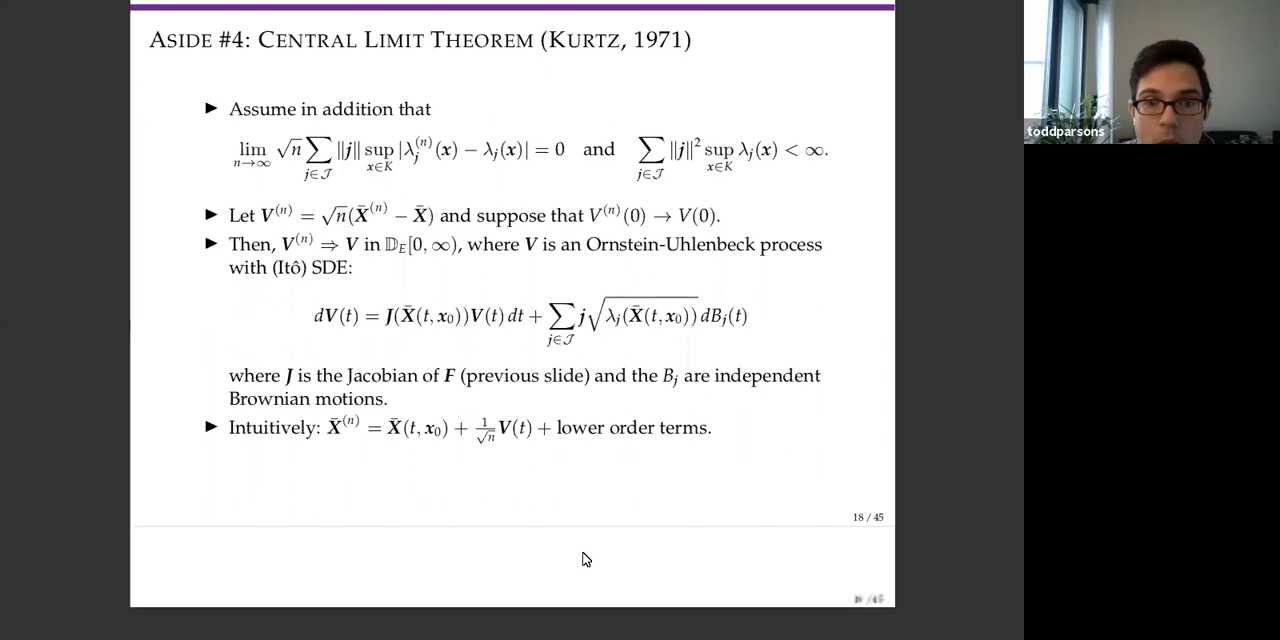 ASIDE #4: CENTRAL LIMIT THEOREM (KURTZ, 1971)
► Assume in addition that
lim_{n→∞} √n ∑_{j∈𝒥} ‖j‖ sup_{x∈K} |λ_j^{(n)}(x) − λ_j(x)| = 0 and ∑_{j∈𝒥} ‖j‖² sup_{x∈K} λ_j(x) < ∞.
► Let V^{(n)} = √n(X̄^{(n)} − X̄) and suppose that V^{(n)}(0) → V(0).
► Then, V^{(n)} ⇒ V in 𝔻_E[0, ∞), where V is an Ornstein-Uhlenbeck process
with (Itô) SDE:
dV(t) = J(X̄(t, x₀))V(t) dt + ∑_{j∈𝒥} j√(λ_j(X̄(t, x₀))) dB_j(t)
where J is the Jacobian of F (previous slide) and the B_j are independent
Brownian motions.
► Intuitively: X̄^{(n)} = X̄(t, x₀) + 1/√n V(t) + lower order terms.
18 / 45
toddparsons